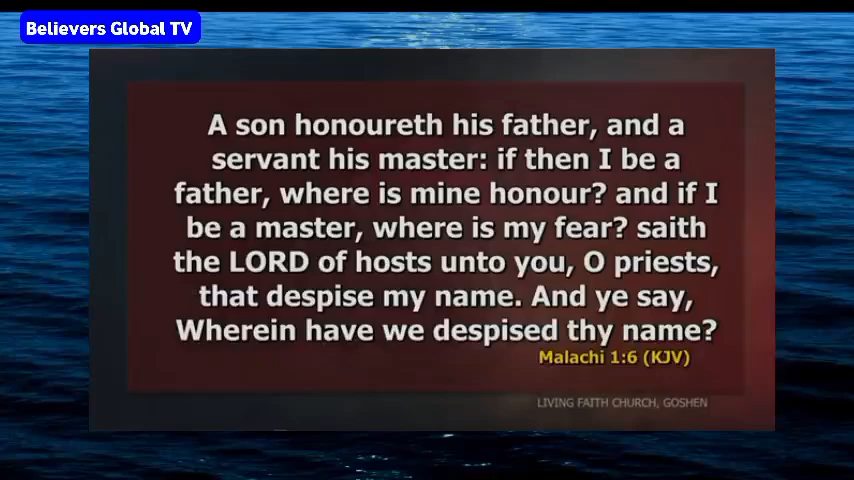 Believers Global TV
A son honoureth his father, and a
servant his master: if then I be a
father, where is mine honour? and if I
be a master, where is my fear? saith
the LORD of hosts unto you, O priests,
that despise my name. And ye say,
Wherein have we despised thy name?
Malachi 1:6 (KJV)
LIVING FAITH CHURCH, GOSHEN